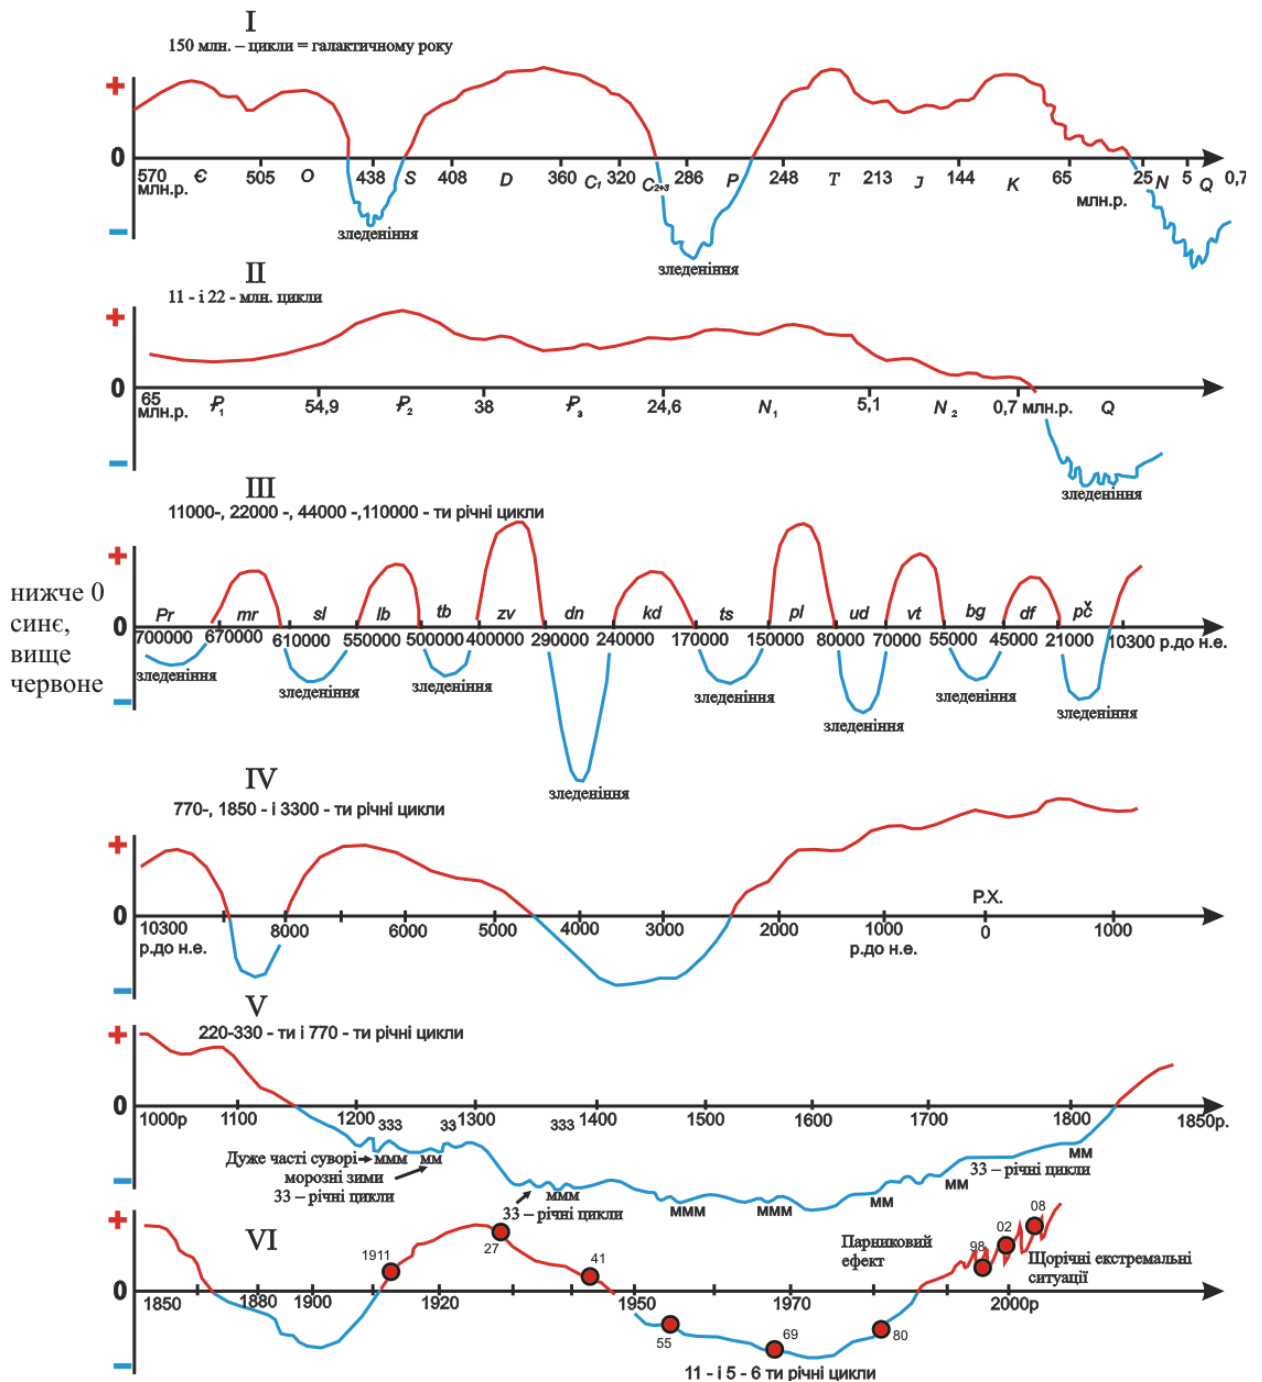 I
150 млн. – цикли = галактичному року
+
0
570 Є 505 O 438 S 408 D 360 C₁ 320 C₂₊₃ 286 P 248 T 213 J 144 K 65 25 N 5 Q 0,7
млн.р.
млн.р.
–
зледеніння
зледеніння
II
11 - і 22 - млн. цикли
+
0
65 ₽₁ 54,9 ₽₂ 38 ₽₃ 24,6 N₁ 5,1 N₂ 0,7 млн.р. Q
млн.р.
–
зледеніння
III
11000-, 22000 -, 44000 -,110000 - ти річні цикли
+
нижче 0
синє,
вище
червоне
Pr mr sl lb tb zv dn kd ts pl ud vt bg df pč
0
700000 670000 610000 550000 500000 400000 290000 240000 170000 150000 80000 70000 55000 45000 21000 10300 р.до н.е.
–
зледеніння
зледеніння
зледеніння
зледеніння
зледеніння
зледеніння
зледеніння
зледеніння
IV
770-, 1850 - і 3300 - ти річні цикли
+
Р.Х.
0
10300 8000 6000 5000 4000 3000 2000 1000 0 1000
р.до н.е.
р.до н.е.
–
V
220-330 - ти і 770 - ти річні цикли
+
0
1000р 1100 1200 1300 1400 1500 1600 1700 1800 1850р.
333 33 333
Дуже часті суворі
морозні зими
33 – річні цикли
ммм мм
ммм
33 – річні цикли
ммм ммм мм мм мм
33 – річні цикли
–
VI
+
1911 27 41 98 02 08
Парниковий
ефект
Щорічні екстремальні
ситуації
0
1850 1880 1900 1920 1950 1970 2000р
55 69 80
–
11 - і 5 - 6 ти річні цикли